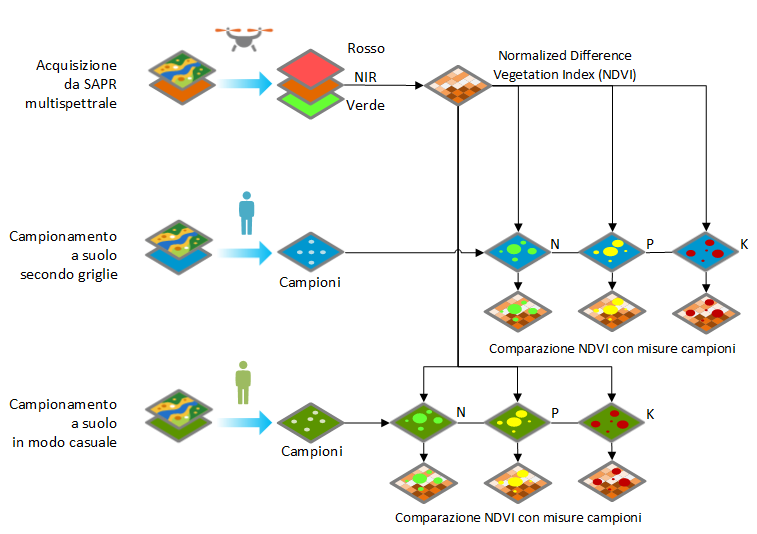 Acquisizione
da SAPR
multispettrale
Rosso
NIR
Verde
Normalized Difference
Vegetation Index (NDVI)
Campionamento
a suolo
secondo griglie
Campioni
N
P
K
Comparazione NDVI con misure campioni
Campionamento
a suolo
in modo casuale
Campioni
N
P
K
Comparazione NDVI con misure campioni